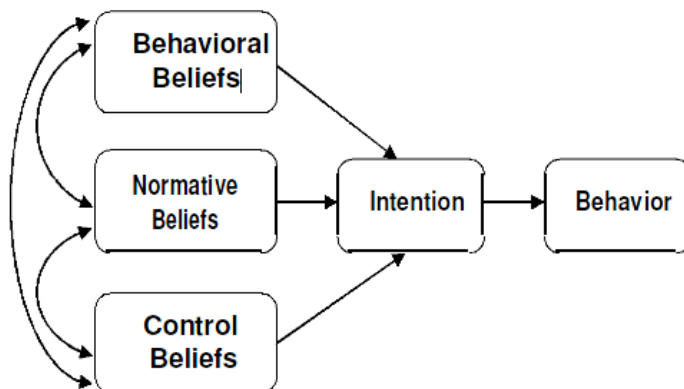 Behavioral
Beliefs
Normative
Beliefs
Intention
Behavior
Control
Beliefs